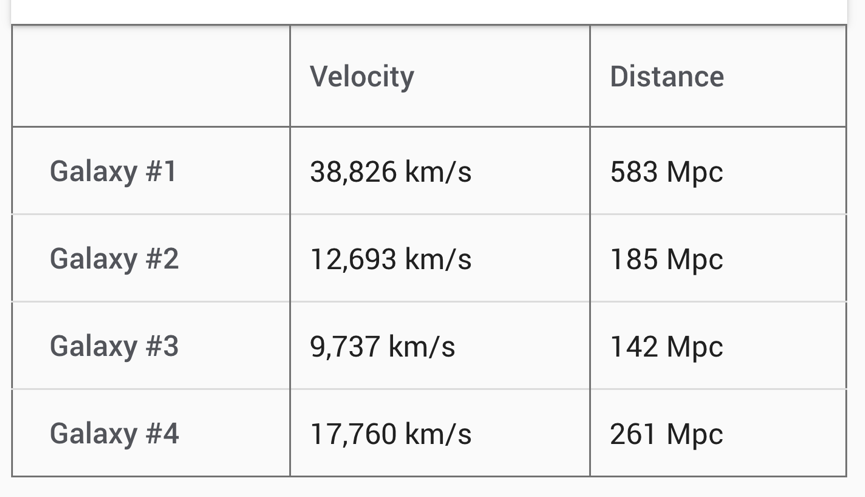 Velocity Distance
Galaxy #1 38,826 km/s 583 Mpc
Galaxy #2 12,693 km/s 185 Mpc
Galaxy #3 9,737 km/s 142 Mpc
Galaxy #4 17,760 km/s 261 Mpc